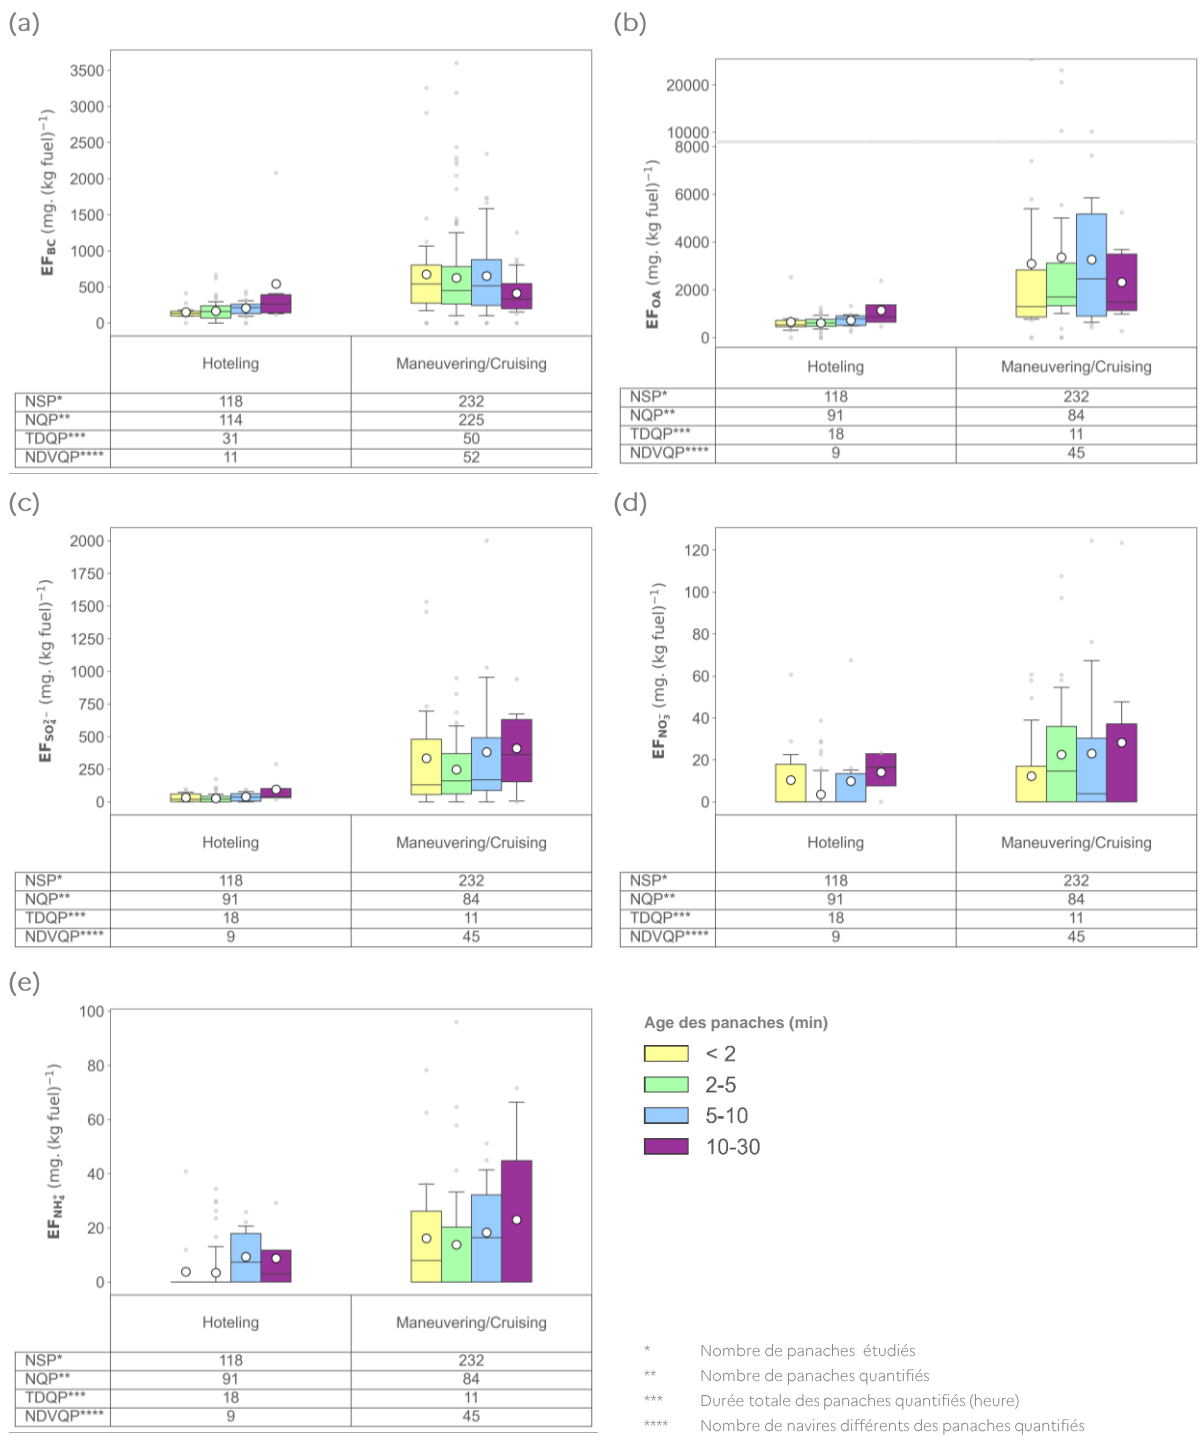 (a)
EF_BC (mg. (kg fuel)⁻¹)
3500
3000
2500
2000
1500
1000
500
0
Hoteling Maneuvering/Cruising
NSP* 118 232
NQP** 114 225
TDQP*** 31 50
NDVQP**** 11 52
(b)
EF_OA (mg. (kg fuel)⁻¹)
20000
10000
8000
6000
4000
2000
0
Hoteling Maneuvering/Cruising
NSP* 118 232
NQP** 91 84
TDQP*** 18 11
NDVQP**** 9 45
(c)
EF_SO₄²⁻ (mg. (kg fuel)⁻¹)
2000
1750
1500
1250
1000
750
500
250
0
Hoteling Maneuvering/Cruising
NSP* 118 232
NQP** 91 84
TDQP*** 18 11
NDVQP**** 9 45
(d)
EF_NO₃⁻ (mg. (kg fuel)⁻¹)
120
100
80
60
40
20
0
Hoteling Maneuvering/Cruising
NSP* 118 232
NQP** 91 84
TDQP*** 18 11
NDVQP**** 9 45
(e)
EF_NH₄⁺ (mg. (kg fuel)⁻¹)
100
80
60
40
20
0
Hoteling Maneuvering/Cruising
NSP* 118 232
NQP** 91 84
TDQP*** 18 11
NDVQP**** 9 45
Age des panaches (min)
< 2
2-5
5-10
10-30
* Nombre de panaches étudiés
** Nombre de panaches quantifiés
*** Durée totale des panaches quantifiés (heure)
**** Nombre de navires différents des panaches quantifiés